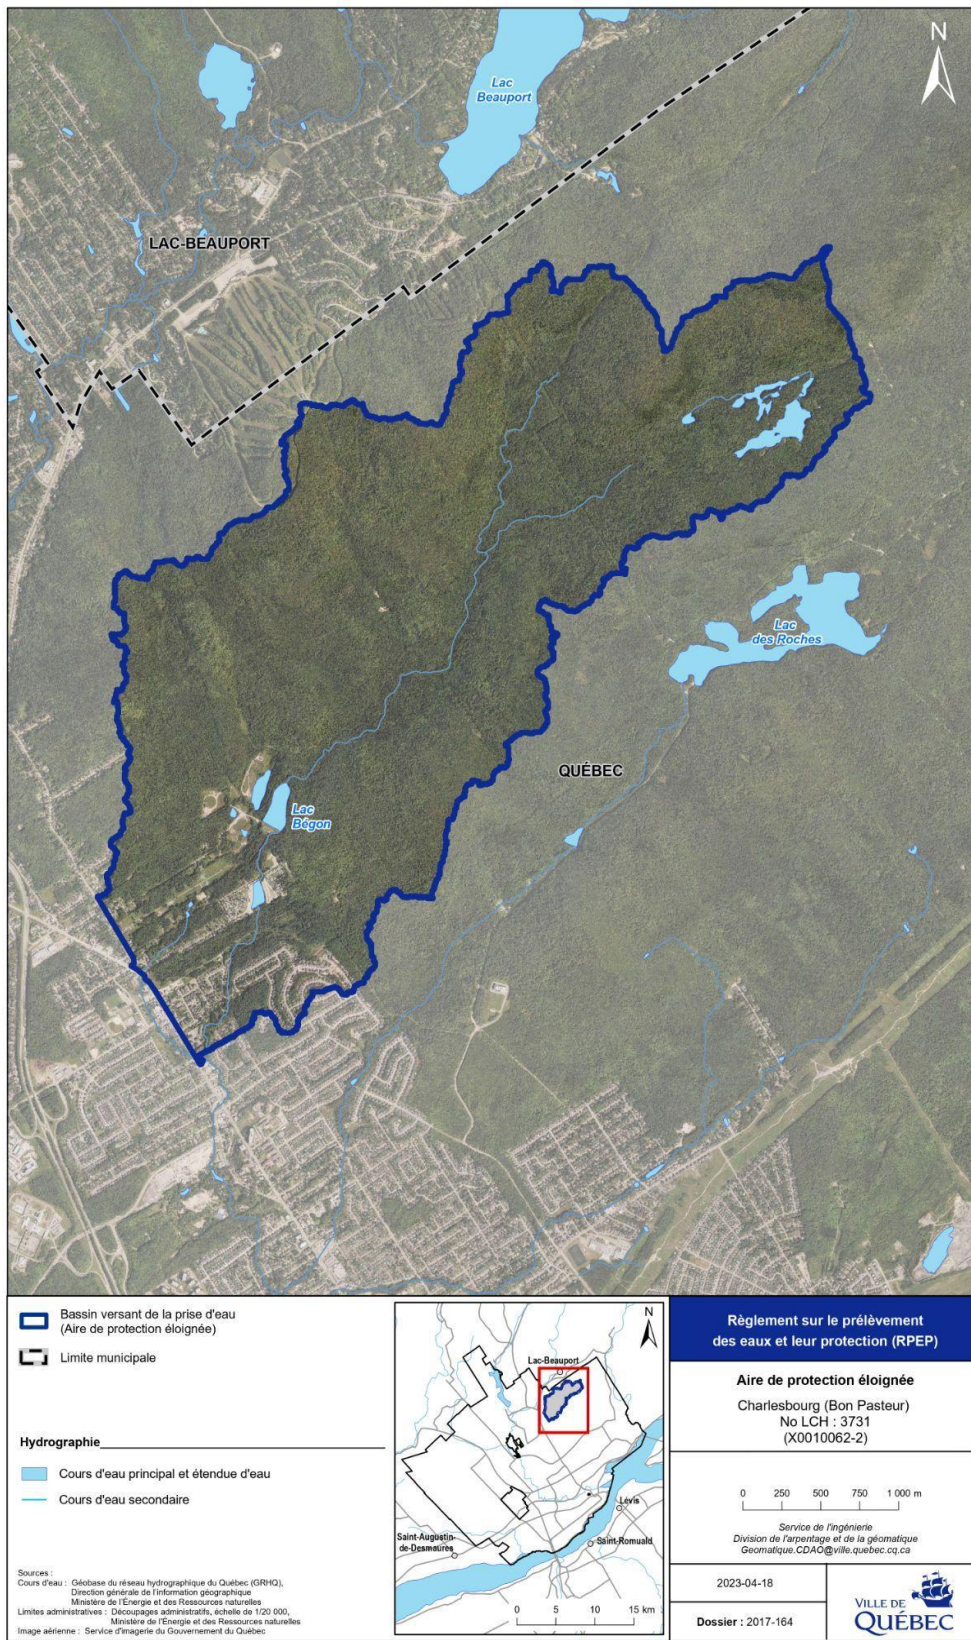 N
Lac
Beauport
LAC-BEAUPORT
Lac
des Roches
QUÉBEC
Lac
Bégon
Bassin versant de la prise d'eau
(Aire de protection éloignée)
Limite municipale
Hydrographie
Cours d'eau principal et étendue d'eau
Cours d'eau secondaire
Sources :
Cours d'eau : Géobase du réseau hydrographique du Québec (GRHQ),
Direction générale de l'information géographique
Ministère de l'Énergie et des Ressources naturelles
Limites administratives : Découpages administratifs, échelle de 1/20 000,
Ministère de l'Énergie et des Ressources naturelles
Image aérienne : Service d'imagerie du Gouvernement du Québec
N
Lac-Beauport
Lévis
Saint-Romuald
Saint-Augustin-
de-Desmaures
0 5 10 15 km
Règlement sur le prélèvement
des eaux et leur protection (RPEP)
Aire de protection éloignée
Charlesbourg (Bon Pasteur)
No LCH : 3731
(X0010062-2)
0 250 500 750 1 000 m
Service de l'ingénierie
Division de l'arpentage et de la géomatique
Geomatique.CDAO@ville.quebec.qc.ca
2023-04-18
Dossier : 2017-164
VILLE DE
QUÉBEC